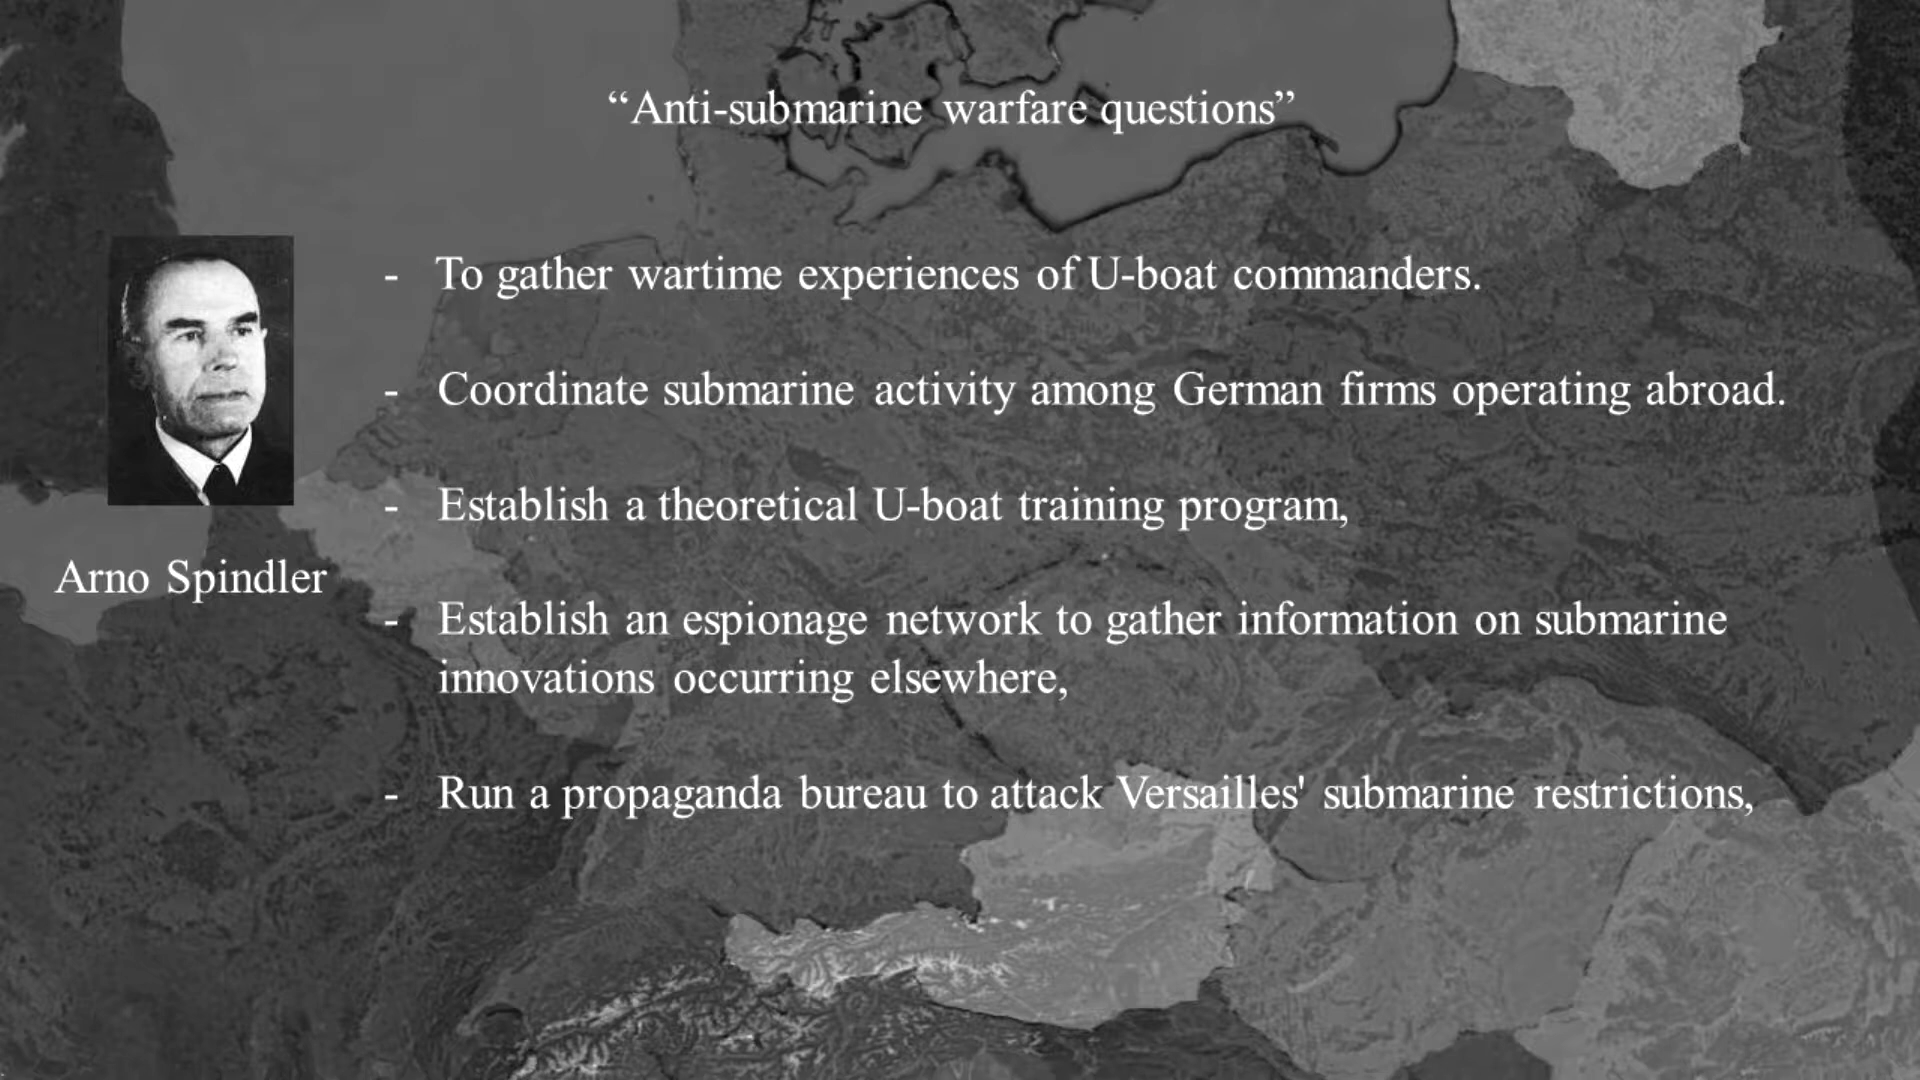 “Anti-submarine warfare questions”
- To gather wartime experiences of U-boat commanders.
- Coordinate submarine activity among German firms operating abroad.
- Establish a theoretical U-boat training program,
Arno Spindler
- Establish an espionage network to gather information on submarine
innovations occurring elsewhere,
- Run a propaganda bureau to attack Versailles' submarine restrictions,